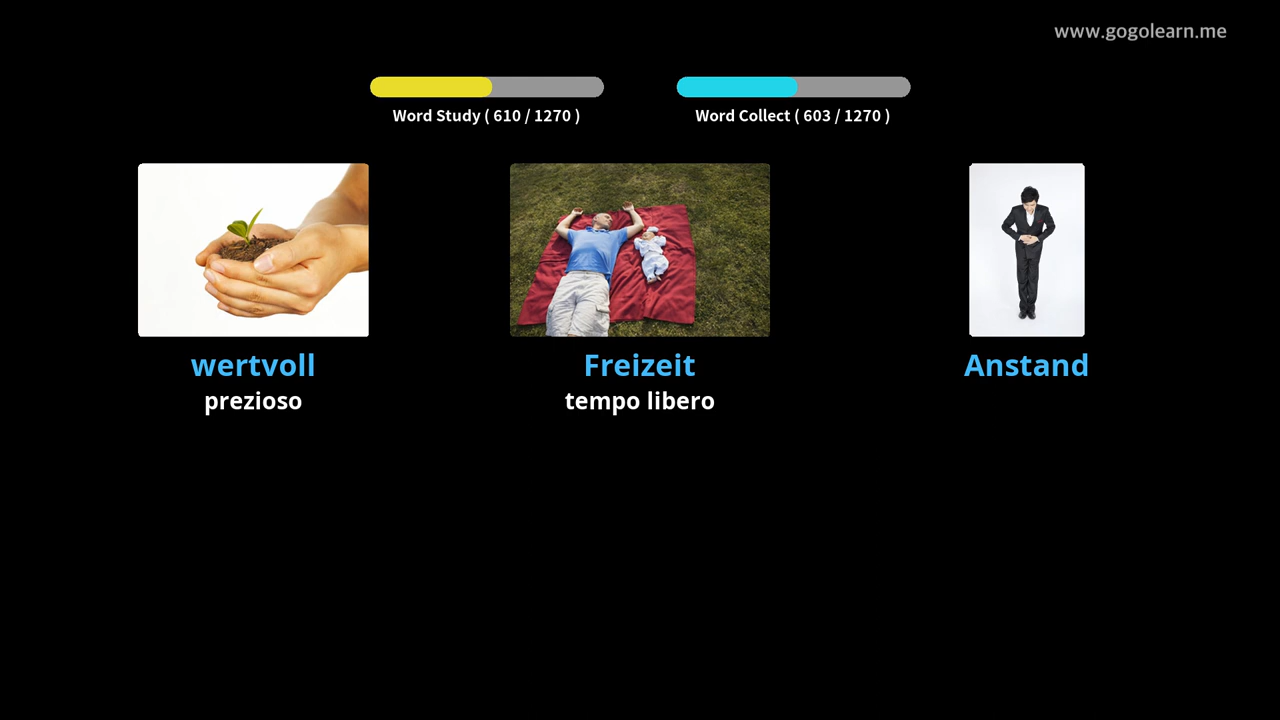 www.gogolearn.me
Word Study ( 610 / 1270 )
Word Collect ( 603 / 1270 )
wertvoll
prezioso
Freizeit
tempo libero
Anstand